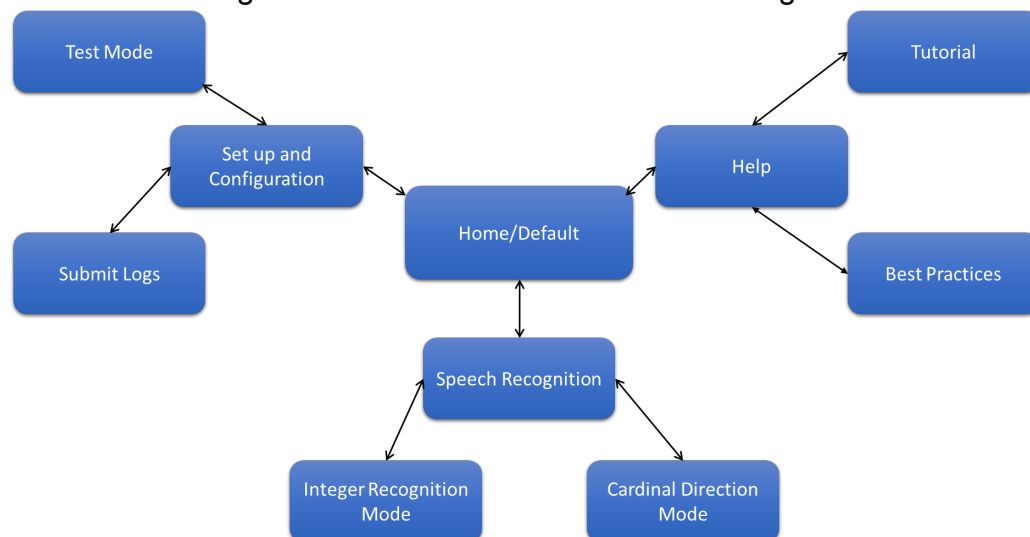 Test Mode
Tutorial
Set up and
Configuration
Help
Home/Default
Submit Logs
Best Practices
Speech Recognition
Integer Recognition
Mode
Cardinal Direction
Mode